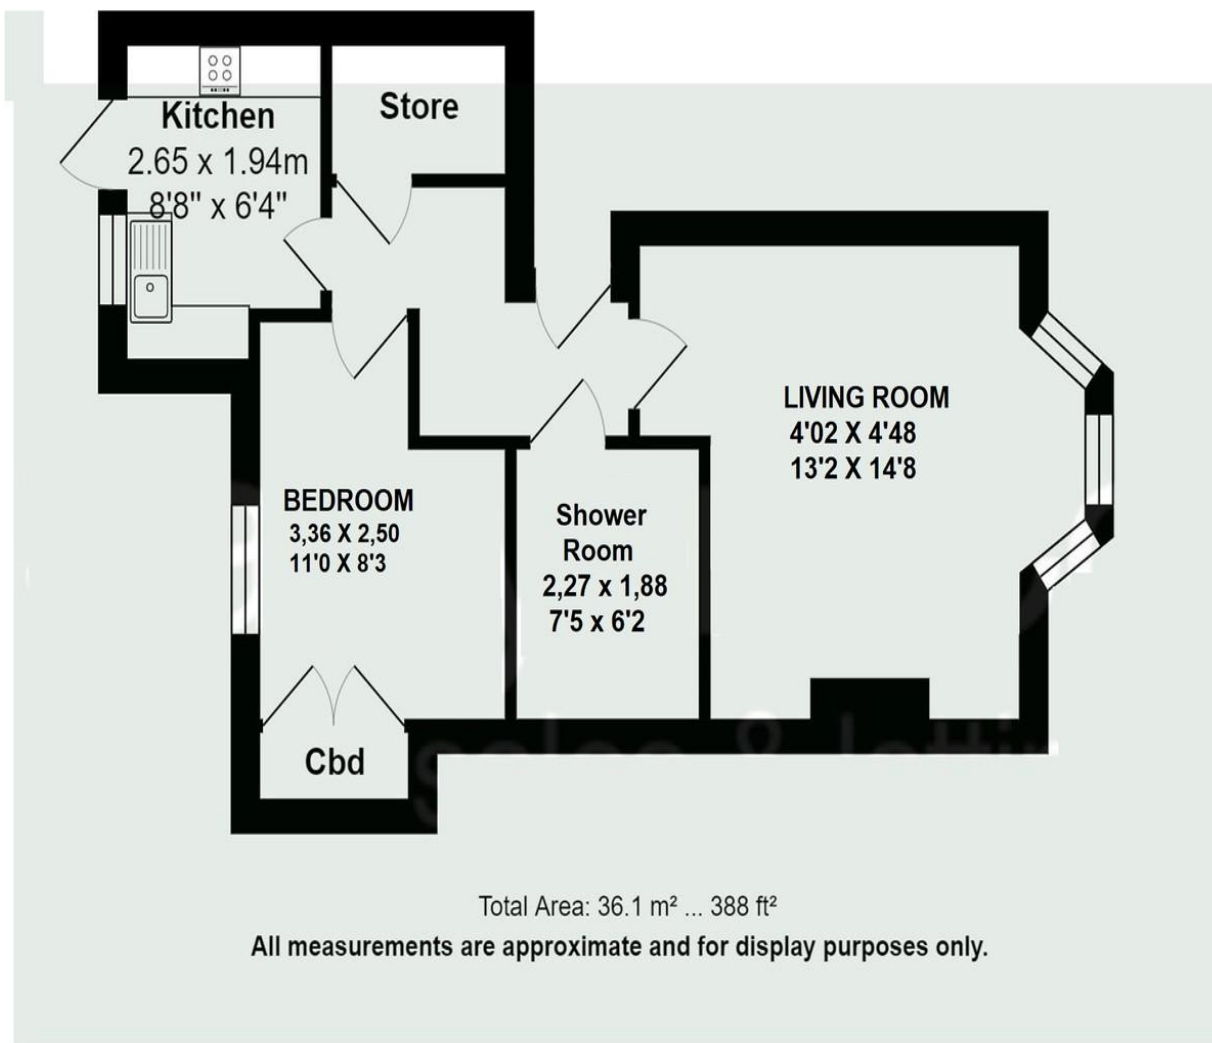 Kitchen
2.65 x 1.94m
8'8" x 6'4"
Store
LIVING ROOM
4'02 X 4'48
13'2 X 14'8
BEDROOM
3,36 X 2,50
11'0 X 8'3
Shower
Room
2,27 x 1,88
7'5 x 6'2
Cbd
Total Area: 36.1 m² ... 388 ft²
All measurements are approximate and for display purposes only.